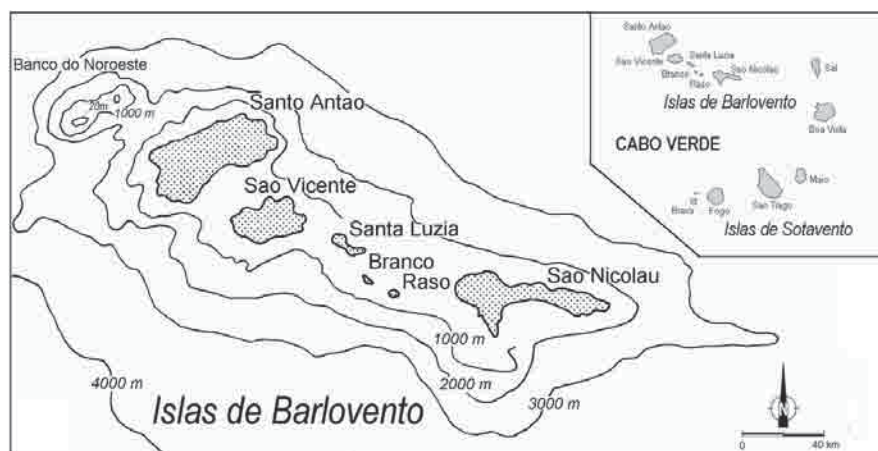 Banco do Noroeste
20m
1000 m
Santo Antao
Sao Vicente
Santa Luzia
Branco
Raso
Sao Nicolau
1000 m
2000 m
3000 m
4000 m
Islas de Barlovento
N
0 40 km
Santo Antao
Sao Vicente
Santa Luzia
Branco
Raso
Sao Nicolau
Sal
Islas de Barlovento
Boa Vista
CABO VERDE
Maio
Sao Tiago
Fogo
Brava
Islas de Sotavento